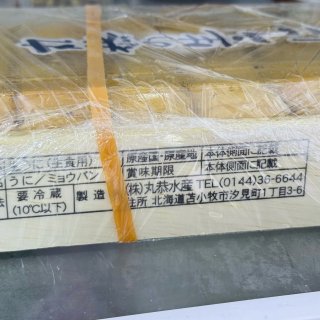 うに(生食用) 原産国・原産地 本体側面に記載
うに/ミョウバン 賞味期限 本体側面に記載
法 要冷蔵(10℃以下) 製造 (株)丸恭水産 TEL(0144)36-6644
住所 北海道苫小牧市汐見町1丁目3-6